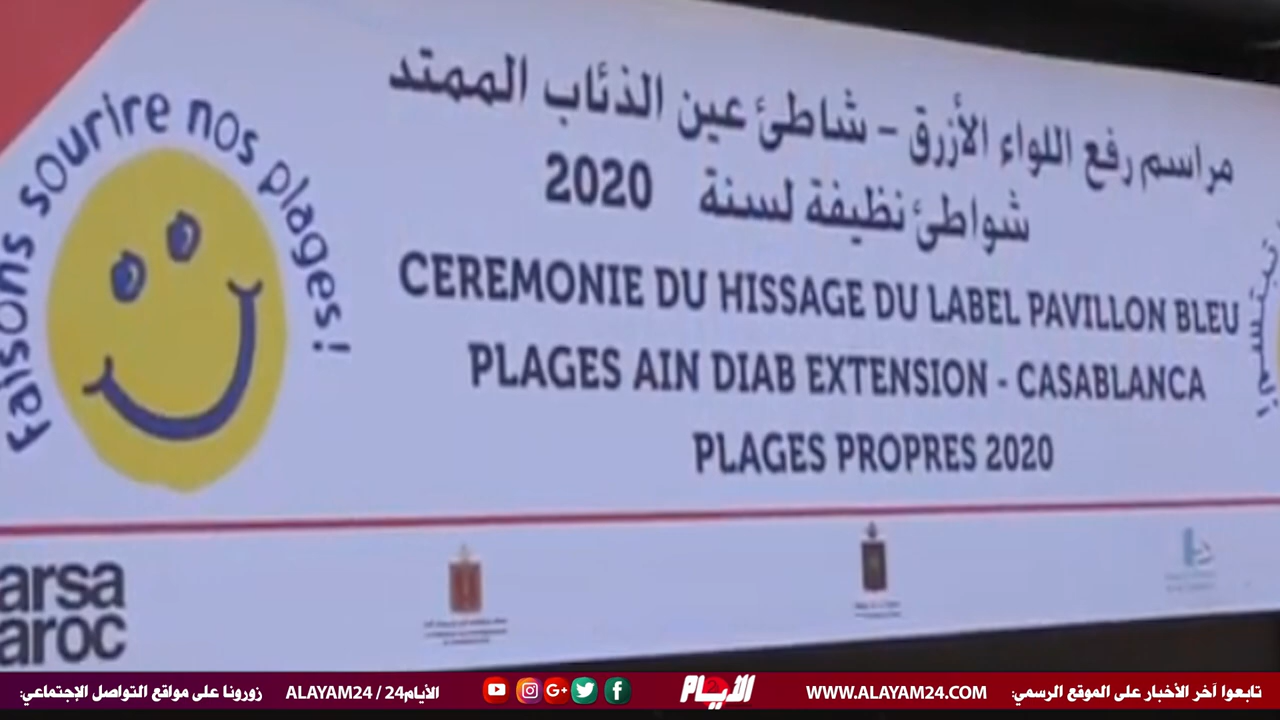 Faisons sourire nos plages !
مراسم رفع اللواء الأزرق – شاطئ عين الذئاب الممتد
شواطئ نظيفة لسنة 2020
CEREMONIE DU HISSAGE DU LABEL PAVILLON BLEU
PLAGES AIN DIAB EXTENSION - CASABLANCA
PLAGES PROPRES 2020
arsa
aroc
تابعوا آخر الأخبار على الموقع الرسمي:
WWW.ALAYAM24.COM
الأيام
الأيام24 / ALAYAM24
زورونا على مواقع التواصل الإجتماعي: